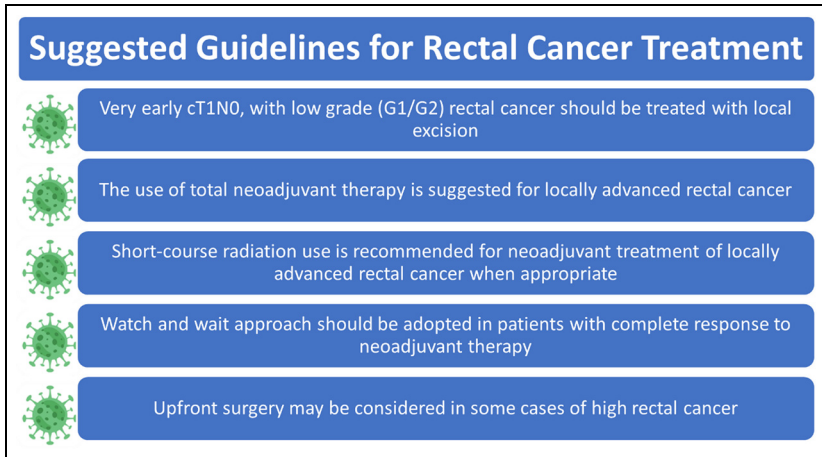 Suggested Guidelines for Rectal Cancer Treatment
Very early cT1N0, with low grade (G1/G2) rectal cancer should be treated with local
excision
The use of total neoadjuvant therapy is suggested for locally advanced rectal cancer
Short-course radiation use is recommended for neoadjuvant treatment of locally
advanced rectal cancer when appropriate
Watch and wait approach should be adopted in patients with complete response to
neoadjuvant therapy
Upfront surgery may be considered in some cases of high rectal cancer